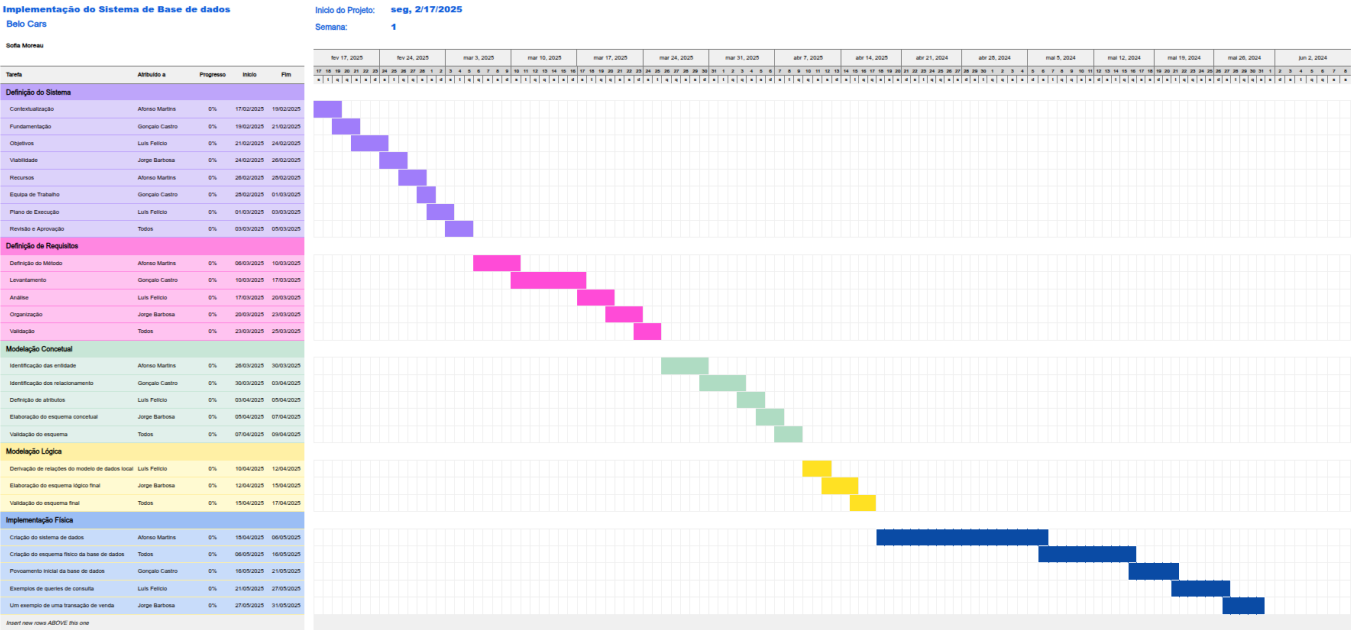 Implementação do Sistema de Base de dados
Início do Projeto: seg, 2/17/2025
Belo Cars
Semana: 1
Sofia Moreau
fev 17, 2025 fev 24, 2025 mar 3, 2025 mar 10, 2025 mar 17, 2025 mar 24, 2025 mar 31, 2025 abr 7, 2025 abr 14, 2025 abr 21, 2024 abr 28, 2024 mai 5, 2024 mai 12, 2024 mai 19, 2024 mai 26, 2024 jun 2, 2024
Tarefa Atribuído a Progresso Início Fim
Definição do Sistema
Contextualização Afonso Martins 0% 17/02/2025 19/02/2025
Fundamentação Gonçalo Castro 0% 19/02/2025 21/02/2025
Objetivos Luís Felício 0% 21/02/2025 24/02/2025
Viabilidade Jorge Barbosa 0% 24/02/2025 26/02/2025
Recursos Afonso Martins 0% 26/02/2025 28/02/2025
Equipa de Trabalho Gonçalo Castro 0% 28/02/2025 01/03/2025
Plano de Execução Luís Felício 0% 01/03/2025 03/03/2025
Revisão e Aprovação Todos 0% 03/03/2025 05/03/2025
Definição de Requisitos
Definição do Método Afonso Martins 0% 06/03/2025 10/03/2025
Levantamento Gonçalo Castro 0% 10/03/2025 17/03/2025
Análise Luís Felício 0% 17/03/2025 20/03/2025
Organização Jorge Barbosa 0% 20/03/2025 23/03/2025
Validação Todos 0% 23/03/2025 25/03/2025
Modelação Concetual
Identificação das entidade Afonso Martins 0% 26/03/2025 30/03/2025
Identificação dos relacionamento Gonçalo Castro 0% 30/03/2025 03/04/2025
Definição de atributos Luís Felício 0% 03/04/2025 05/04/2025
Elaboração do esquema concetual Jorge Barbosa 0% 05/04/2025 07/04/2025
Validação do esquema Todos 0% 07/04/2025 09/04/2025
Modelação Lógica
Derivação de relações do modelo de dados local Luís Felício 0% 10/04/2025 12/04/2025
Elaboração do esquema lógico final Jorge Barbosa 0% 12/04/2025 15/04/2025
Validação do esquema final Todos 0% 15/04/2025 17/04/2025
Implementação Física
Criação do sistema de dados Afonso Martins 0% 18/04/2025 06/05/2025
Criação do esquema físico da base de dados Todos 0% 06/05/2025 16/05/2025
Povoamento inicial da base de dados Gonçalo Castro 0% 16/05/2025 21/05/2025
Exemplos de queries de consulta Luís Felício 0% 21/05/2025 27/05/2025
Um exemplo de uma transação de venda Jorge Barbosa 0% 27/05/2025 31/05/2025
Insert new rows ABOVE this one